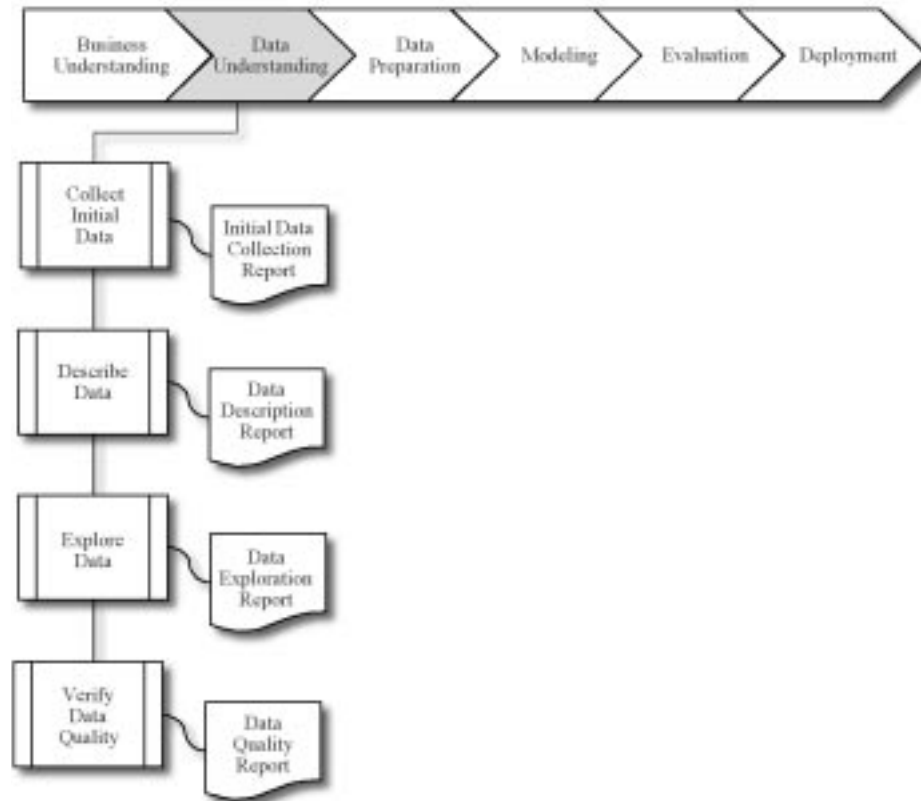 Business
Understanding
Data
Understanding
Data
Preparation
Modeling
Evaluation
Deployment
Collect
Initial
Data
Initial Data
Collection
Report
Describe
Data
Data
Description
Report
Explore
Data
Data
Exploration
Report
Verify
Data
Quality
Data
Quality
Report